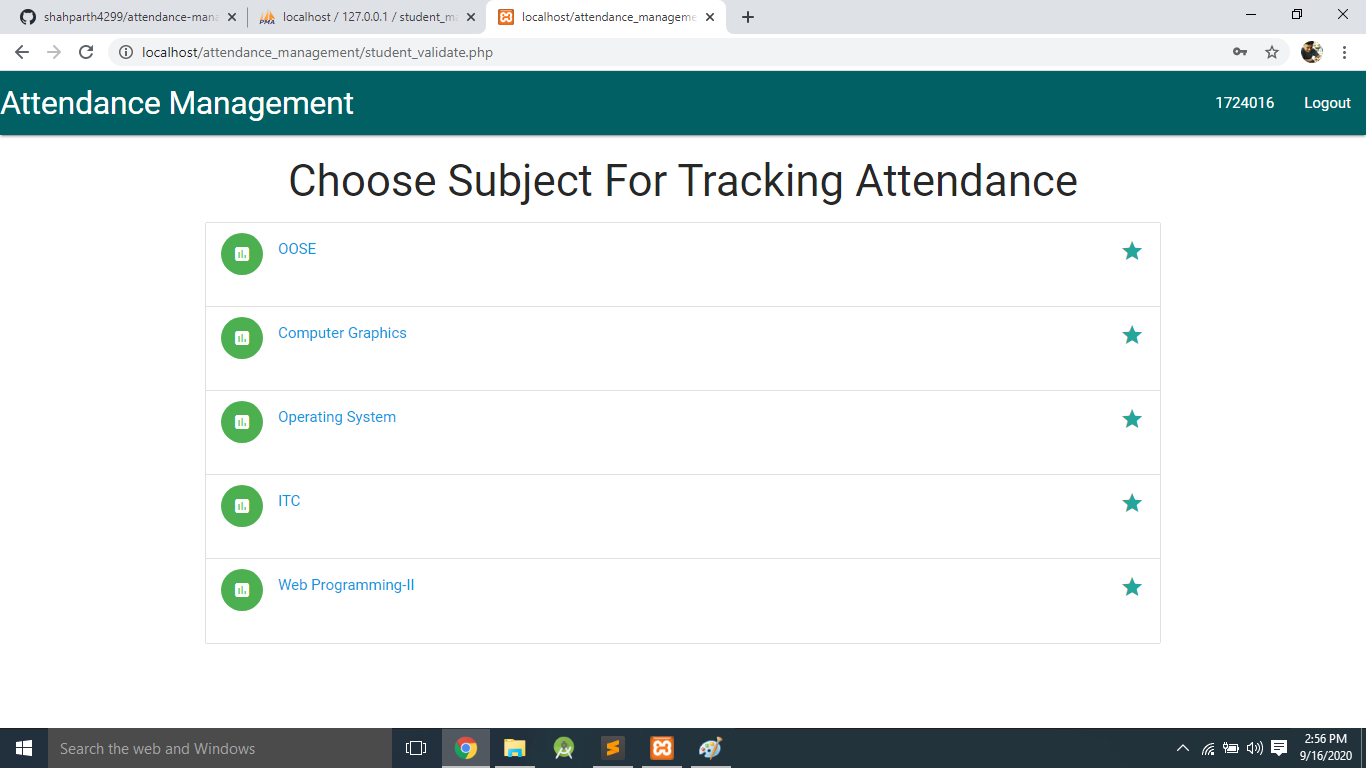 shahparth4299/attendance-mana
localhost / 127.0.0.1 / student_ma
localhost/attendance_manageme
localhost/attendance_management/student_validate.php
Attendance Management
1724016
Logout
Choose Subject For Tracking Attendance
OOSE
Computer Graphics
Operating System
ITC
Web Programming-II
Search the web and Windows
2:56 PM
9/16/2020